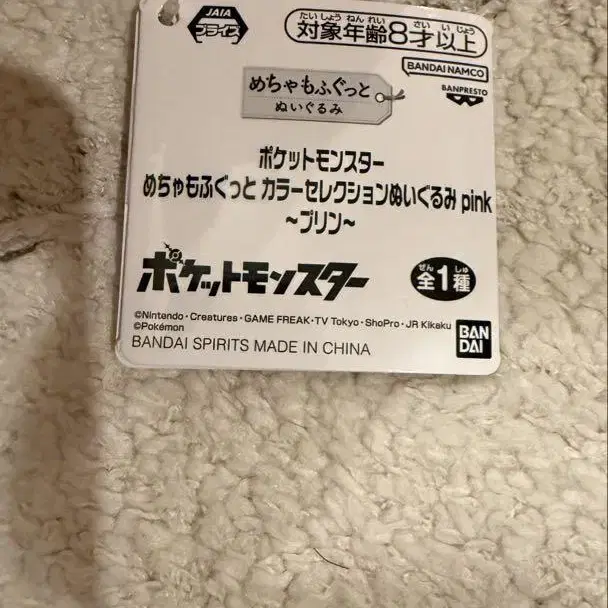 JAIA
プライズ
たいしょうねんれい さい いじょう
対象年齢8才以上
BANDAI NAMCO
BANPRESTO
めちゃもふぐっと
ぬいぐるみ
ポケットモンスター
めちゃもふぐっと カラーセレクションぬいぐるみ pink
~プリン~
ポケットモンスター
ぜん しゅ
全1種
©Nintendo・Creatures・GAME FREAK・TV Tokyo・ShoPro・JR Kikaku
©Pokémon
BANDAI SPIRITS MADE IN CHINA
BAN
DAI